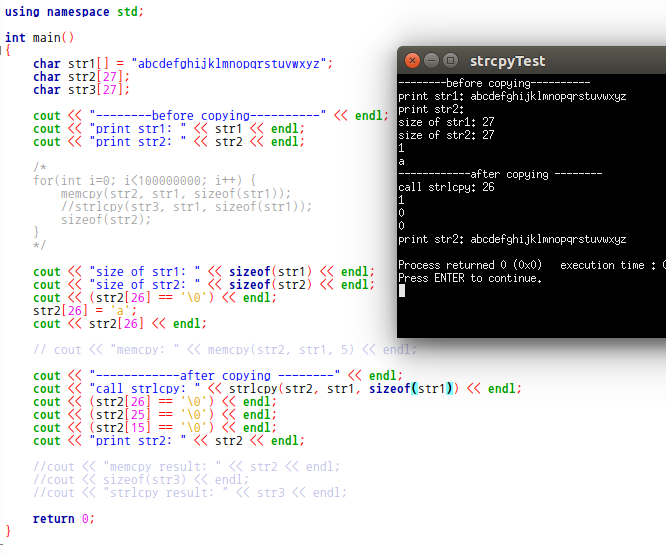 using namespace std;
int main()
{
char str1[] = "abcdefghijklmnopqrstuvwxyz";
char str2[27];
char str3[27];
cout << "--------before copying----------" << endl;
cout << "print str1: " << str1 << endl;
cout << "print str2: " << str2 << endl;
/*
for(int i=0; i<100000000; i++) {
memcpy(str2, str1, sizeof(str1));
//strlcpy(str3, str1, sizeof(str1));
sizeof(str2);
}
*/
cout << "size of str1: " << sizeof(str1) << endl;
cout << "size of str2: " << sizeof(str2) << endl;
cout << (str2[26] == '\0') << endl;
str2[26] = 'a';
cout << str2[26] << endl;
// cout << "memcpy: " << memcpy(str2, str1, 5) << endl;
cout << "------------after copying --------" << endl;
cout << "call strlcpy: " << strlcpy(str2, str1, sizeof(str1)) << endl;
cout << (str2[26] == '\0') << endl;
cout << (str2[25] == '\0') << endl;
cout << (str2[15] == '\0') << endl;
cout << "print str2: " << str2 << endl;
//cout << "memcpy result: " << str2 << endl;
//cout << sizeof(str3) << endl;
//cout << "strlcpy result: " << str3 << endl;
return 0;
}
strcpyTest
--------before copying----------
print str1: abcdefghijklmnopqrstuvwxyz
print str2:
size of str1: 27
size of str2: 27
1
a
------------after copying --------
call strlcpy: 26
1
0
0
print str2: abcdefghijklmnopqrstuvwxyz
Process returned 0 (0x0) execution time : (
Press ENTER to continue.